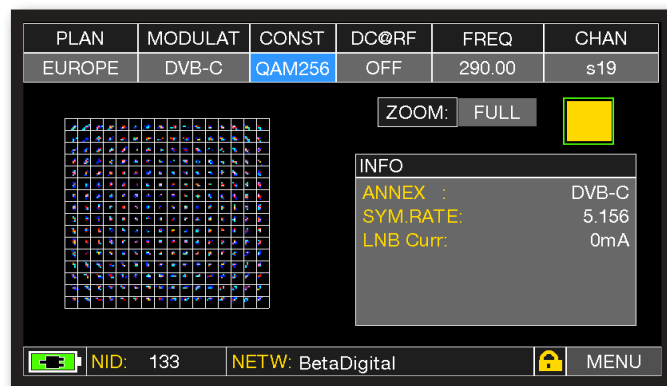 PLAN MODULAT CONST DC@RF FREQ CHAN
EUROPE DVB-C QAM256 OFF 290.00 s19
ZOOM: FULL
INFO
ANNEX : DVB-C
SYM.RATE: 5.156
LNB Curr: 0mA
NID: 133 NETW: BetaDigital MENU